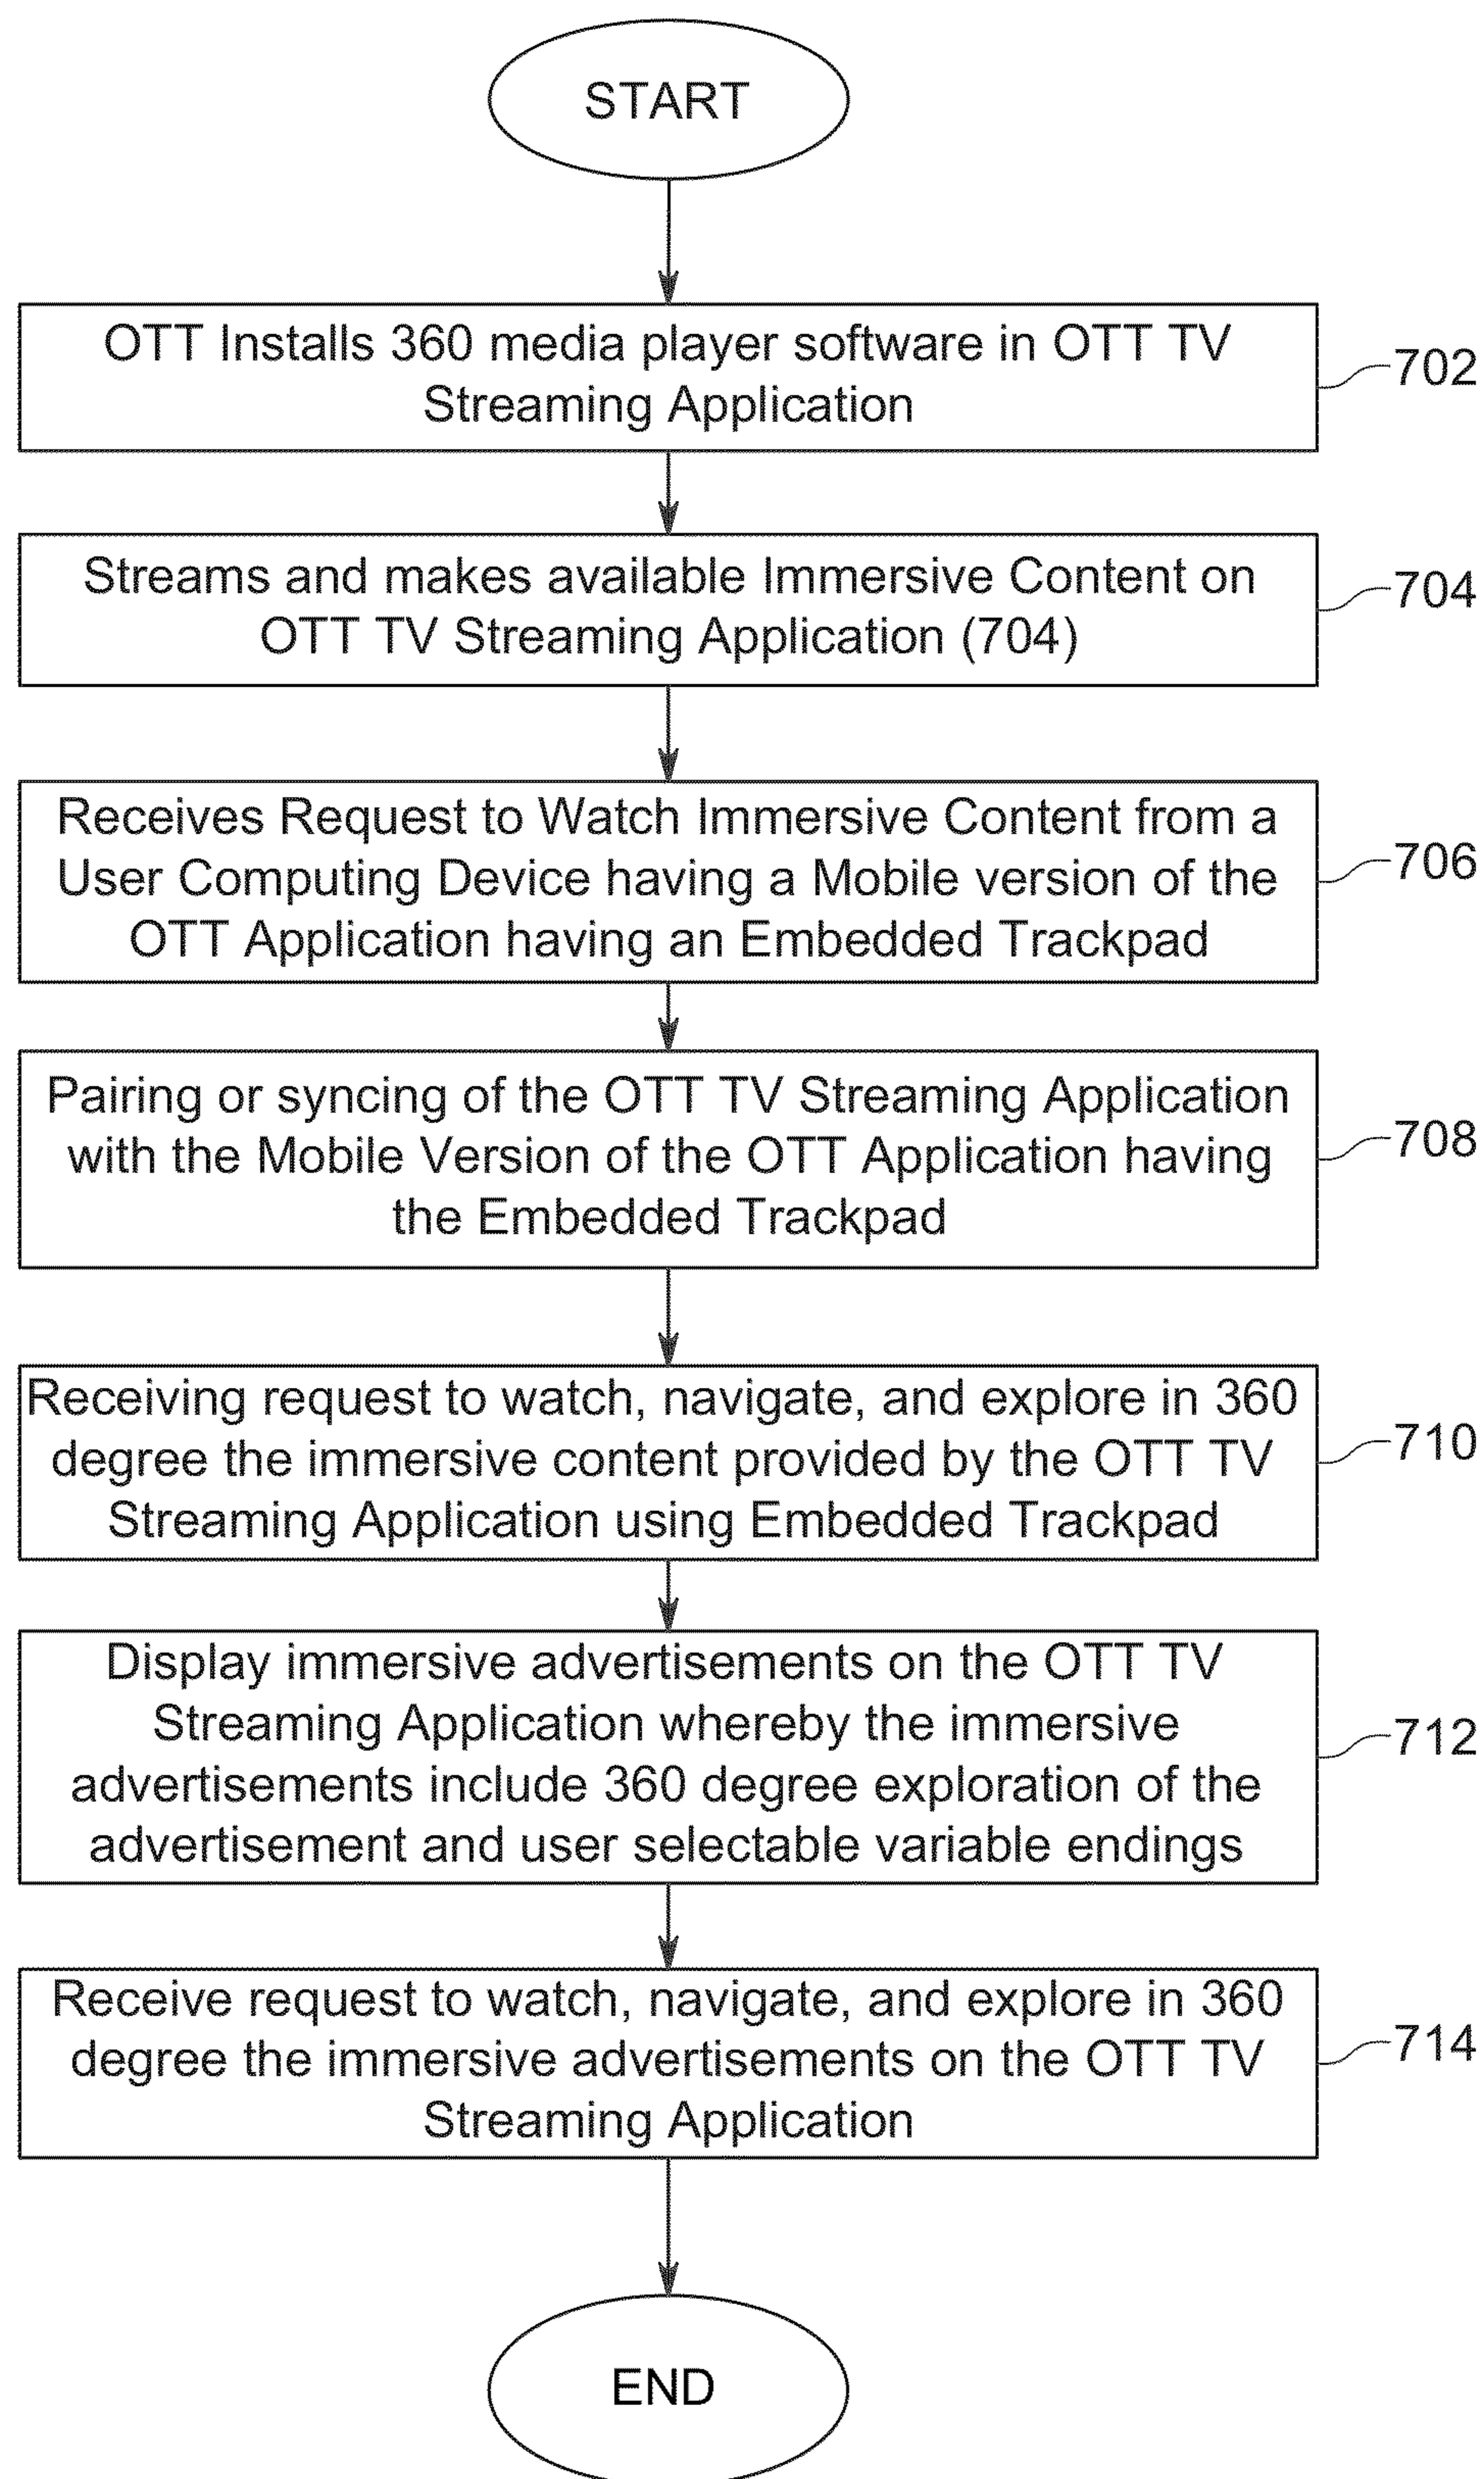 START
OTT Installs 360 media player software in OTT TV
Streaming Application
702
Streams and makes available Immersive Content on
OTT TV Streaming Application (704)
704
Receives Request to Watch Immersive Content from a
User Computing Device having a Mobile version of the
OTT Application having an Embedded Trackpad
706
Pairing or syncing of the OTT TV Streaming Application
with the Mobile Version of the OTT Application having
the Embedded Trackpad
708
Receiving request to watch, navigate, and explore in 360
degree the immersive content provided by the OTT TV
Streaming Application using Embedded Trackpad
710
Display immersive advertisements on the OTT TV
Streaming Application whereby the immersive
advertisements include 360 degree exploration of the
advertisement and user selectable variable endings
712
Receive request to watch, navigate, and explore in 360
degree the immersive advertisements on the OTT TV
Streaming Application
714
END